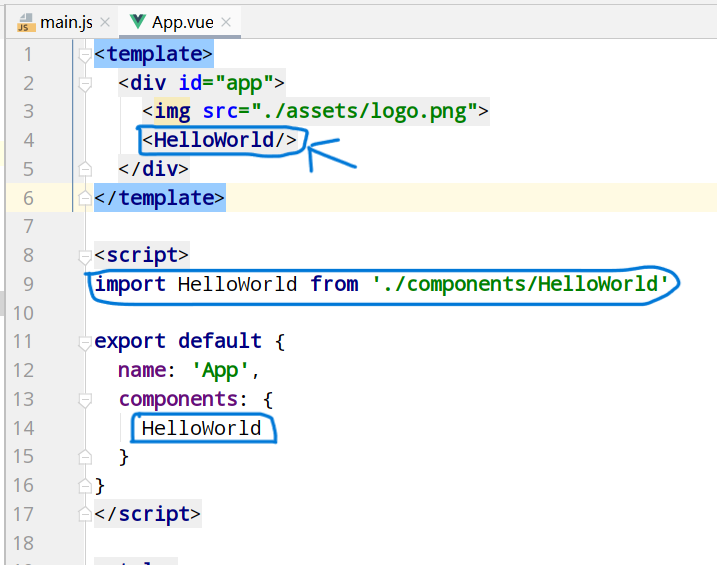 main.js App.vue
1 <template>
2 <div id="app">
3 <img src="./assets/logo.png">
4 <HelloWorld/>
5 </div>
6 </template>
7
8 <script>
9 import HelloWorld from './components/HelloWorld'
10
11 export default {
12 name: 'App',
13 components: {
14 HelloWorld
15 }
16 }
17 </script>
18